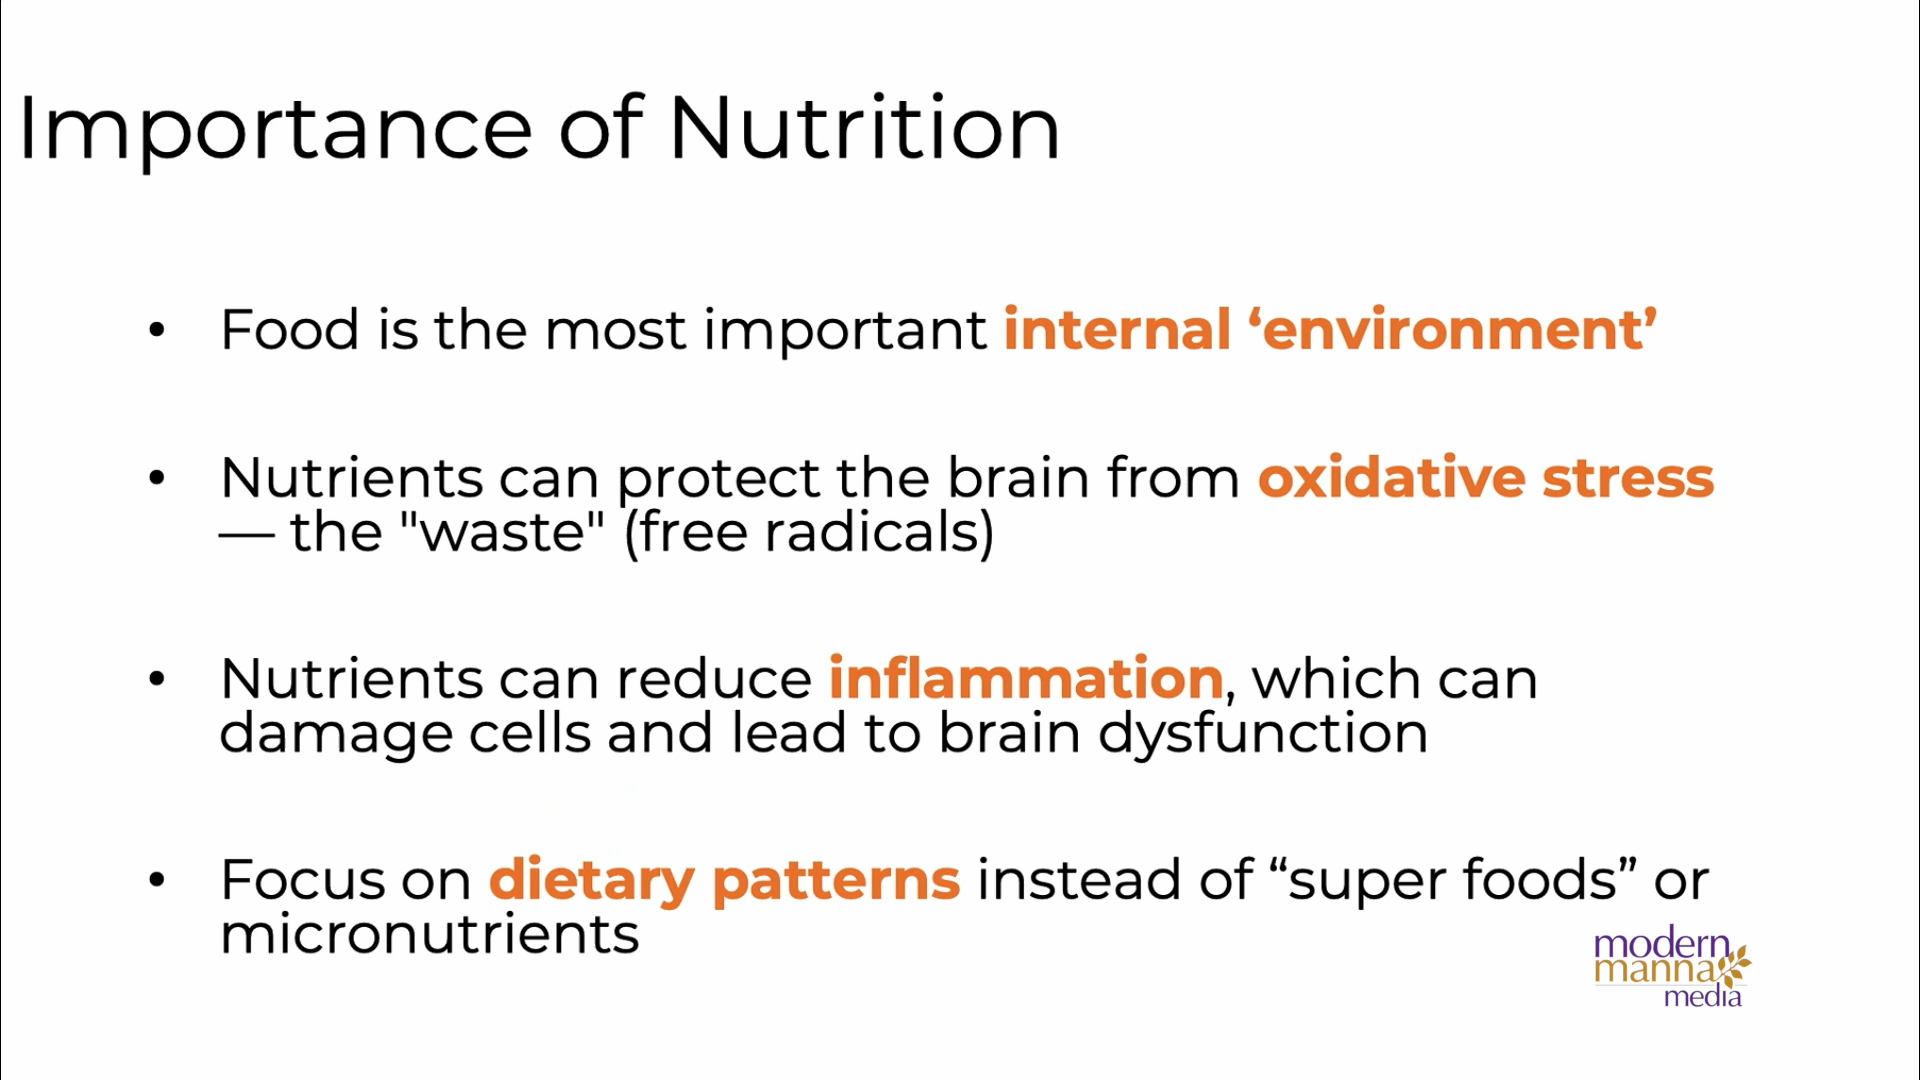 Importance of Nutrition
• Food is the most important internal ‘environment’
• Nutrients can protect the brain from oxidative stress
— the "waste" (free radicals)
• Nutrients can reduce inflammation, which can
damage cells and lead to brain dysfunction
• Focus on dietary patterns instead of “super foods” or
micronutrients
modern
manna
media